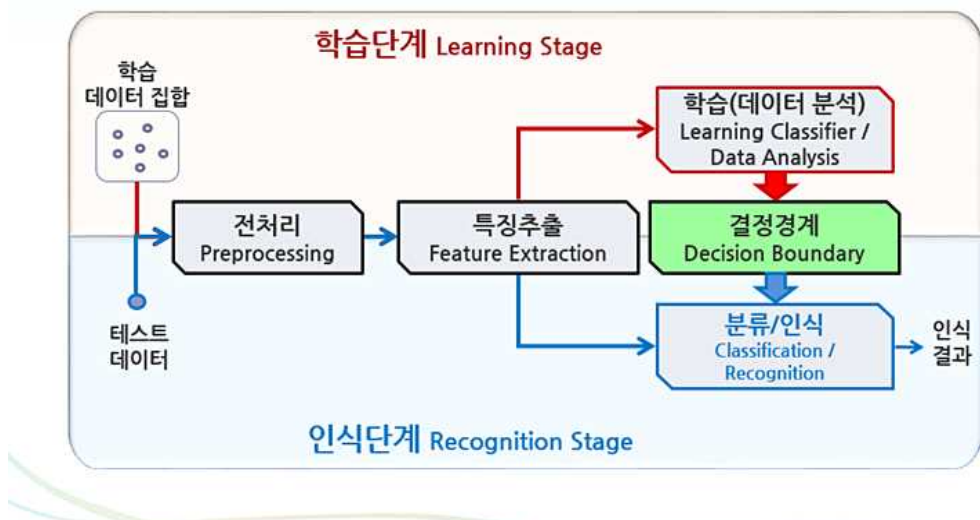 학습단계 Learning Stage
학습
데이터 집합
학습(데이터 분석)
Learning Classifier /
Data Analysis
전처리
Preprocessing
특징추출
Feature Extraction
결정경계
Decision Boundary
테스트
데이터
분류/인식
Classification /
Recognition
인식
결과
인식단계 Recognition Stage